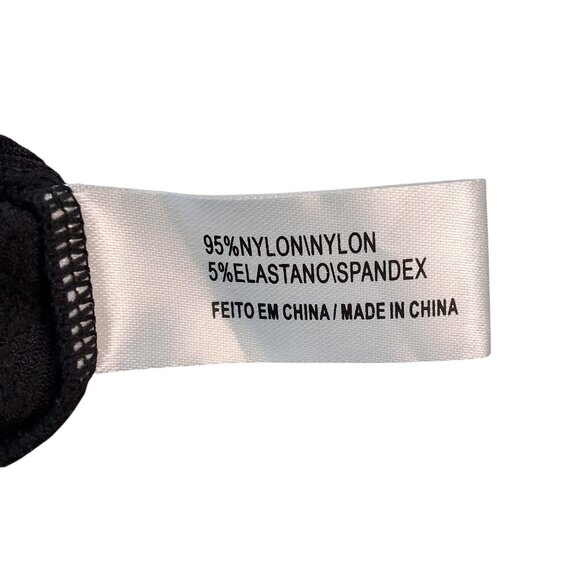 95%NYLON\NYLON
5%ELASTANO\SPANDEX
FEITO EM CHINA / MADE IN CHINA